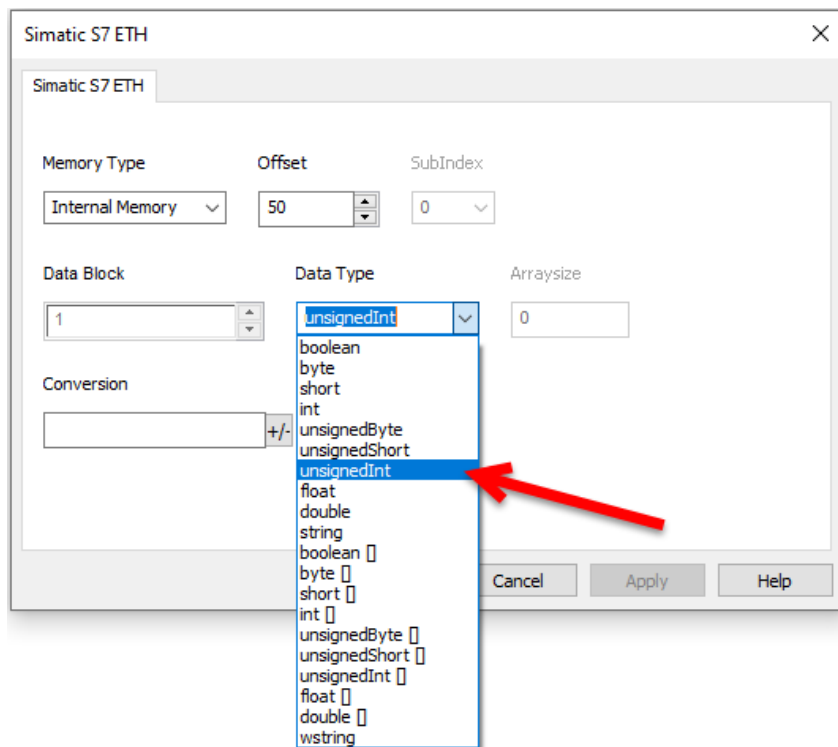 Simatic S7 ETH
Simatic S7 ETH
Memory Type Offset SubIndex
Internal Memory 50 0
Data Block Data Type Arraysize
1 unsignedInt 0
boolean
byte
short
Conversion
int
+/-
unsignedByte
unsignedShort
unsignedInt
float
double
string
boolean []
byte []
short []
int []
unsignedByte []
unsignedShort []
unsignedInt []
float []
double []
wstring
Cancel Apply Help